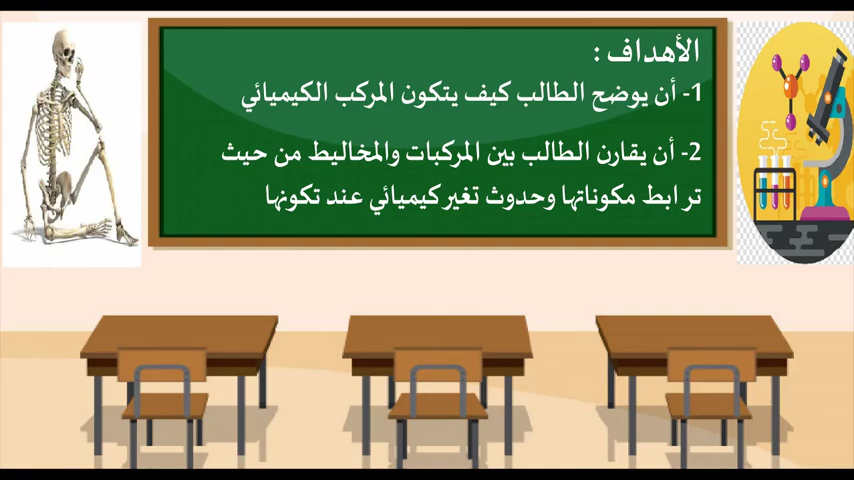 الأهداف :
1- أن يوضح الطالب كيف يتكون المركب الكيميائي
2- أن يقارن الطالب بين المركبات والمخاليط من حيث
ترابط مكوناتها وحدوث تغير كيميائي عند تكونها